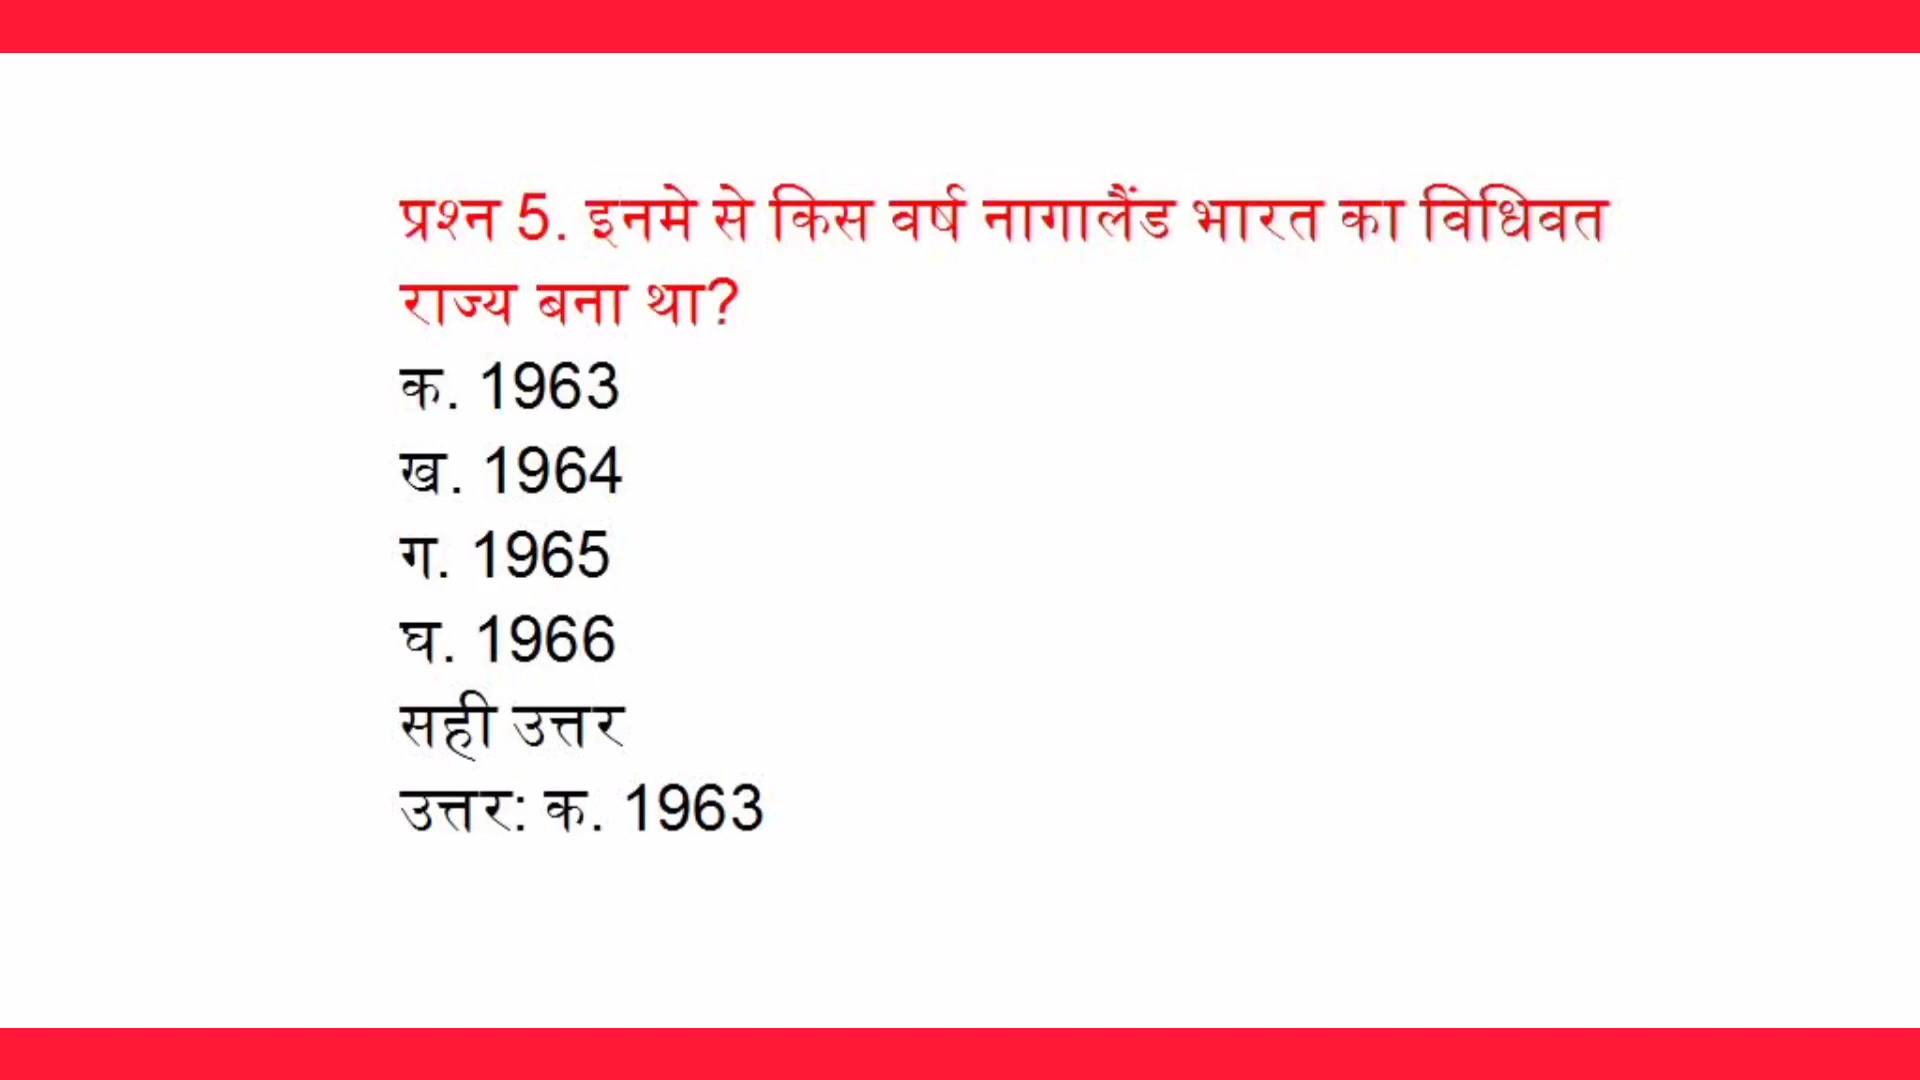 प्रश्न 5. इनमे से किस वर्ष नागालैंड भारत का विधिवत
राज्य बना था?
क. 1963
ख. 1964
ग. 1965
घ. 1966
सही उत्तर
उत्तर: क. 1963